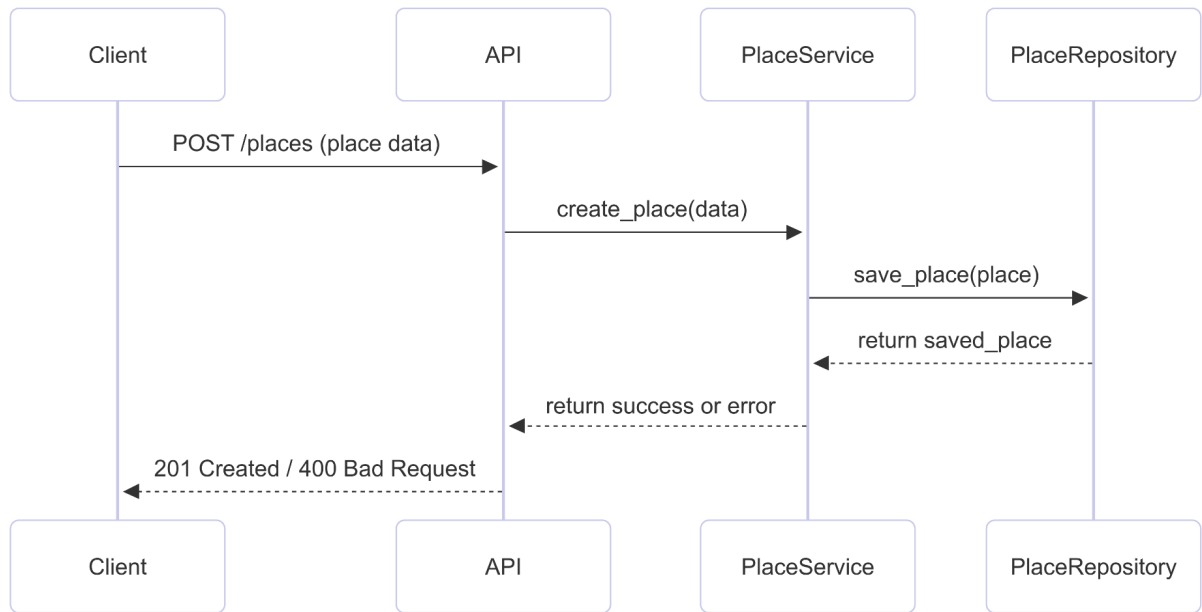 Client
API
PlaceService
PlaceRepository
POST /places (place data)
create_place(data)
save_place(place)
return saved_place
return success or error
201 Created / 400 Bad Request
Client
API
PlaceService
PlaceRepository